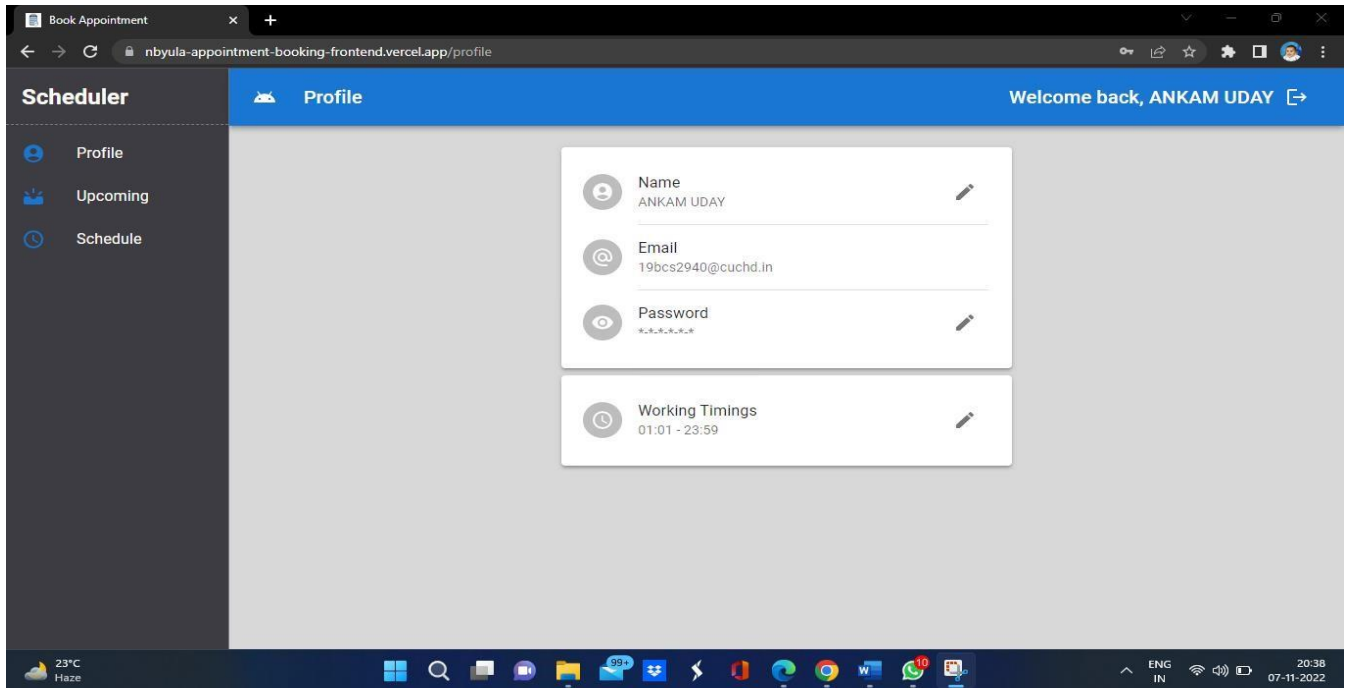 Book Appointment
nbyula-appointment-booking-frontend.vercel.app/profile
Scheduler
Profile
Welcome back, ANKAM UDAY
Profile
Upcoming
Schedule
Name
ANKAM UDAY
Email
19bcs2940@cuchd.in
Password
*-*-*-*-*-*
Working Timings
01:01 - 23:59
23°C
Haze
99+
10
ENG
IN
20:38
07-11-2022